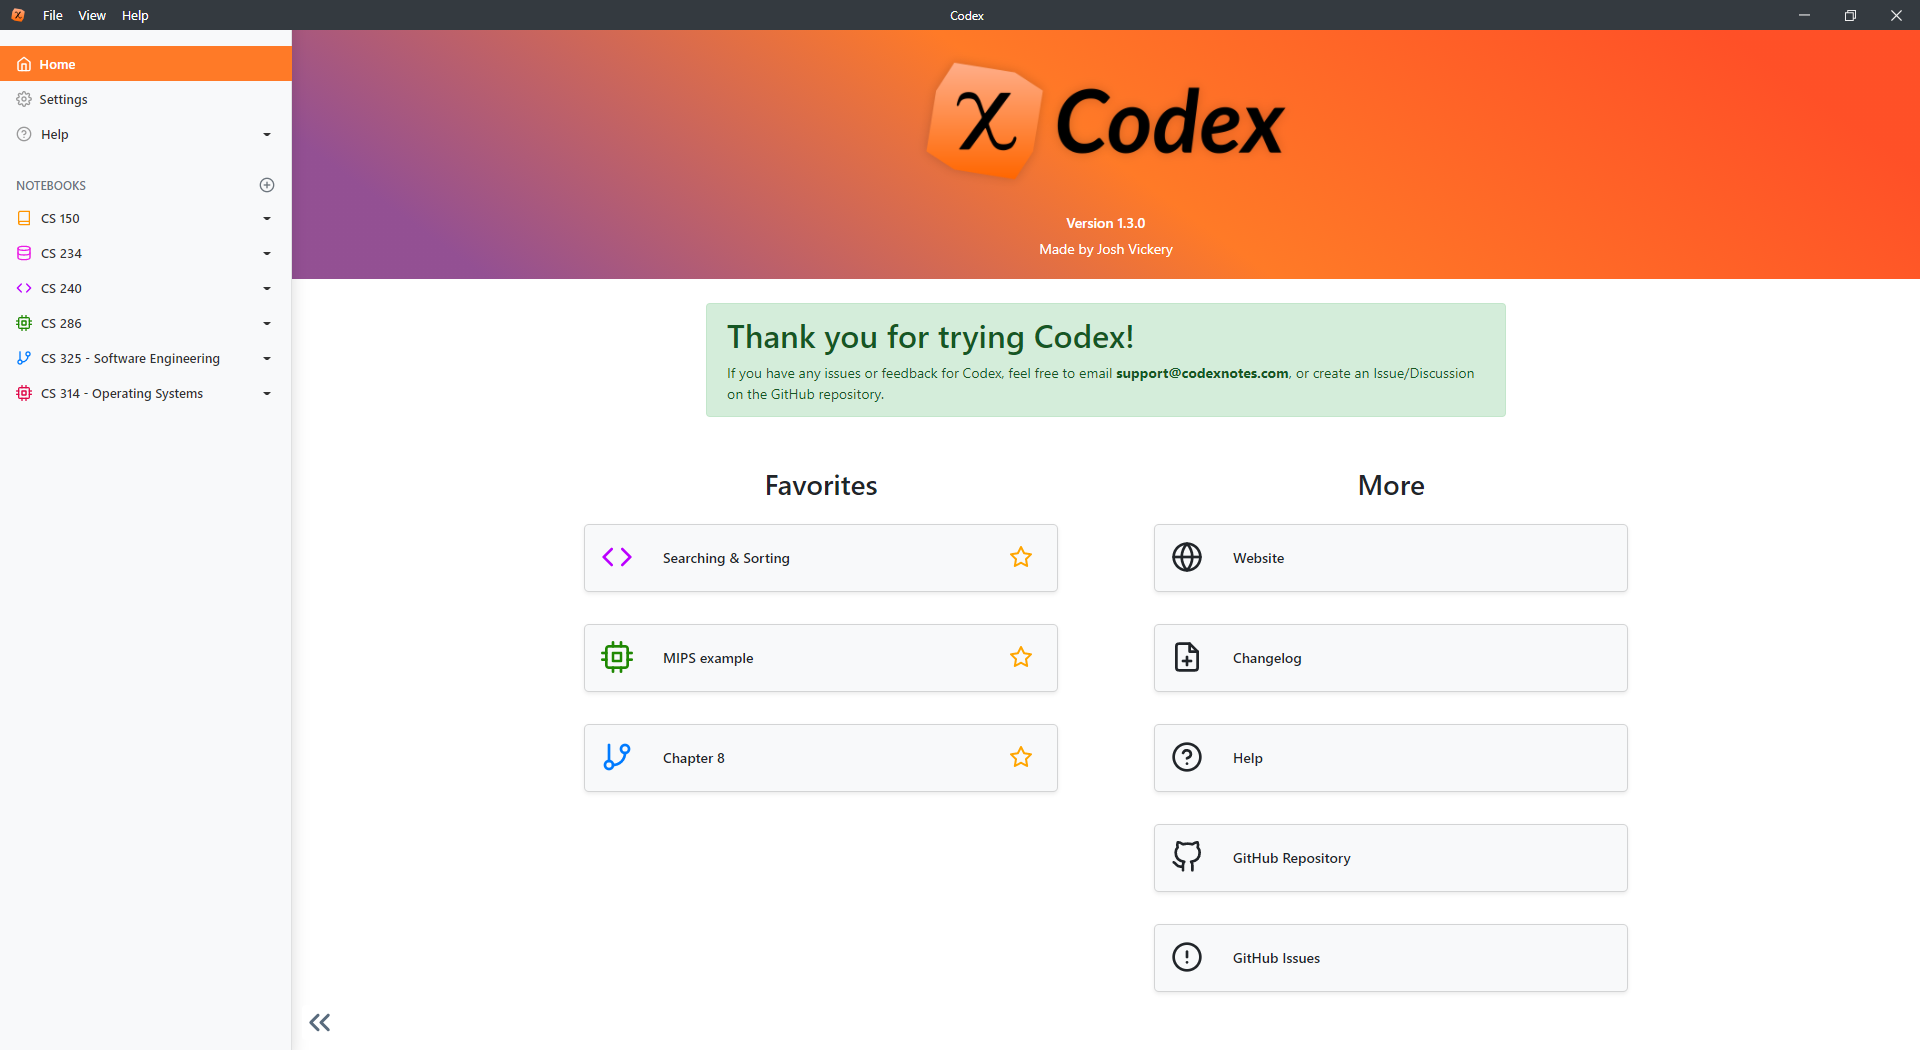 File View Help
Codex
Home
Settings
Help
NOTEBOOKS
CS 150
CS 234
CS 240
CS 286
CS 325 - Software Engineering
CS 314 - Operating Systems
χ Codex
Version 1.3.0
Made by Josh Vickery
Thank you for trying Codex!
If you have any issues or feedback for Codex, feel free to email support@codexnotes.com, or create an Issue/Discussion
on the GitHub repository.
Favorites
Searching & Sorting
MIPS example
Chapter 8
More
Website
Changelog
Help
GitHub Repository
GitHub Issues